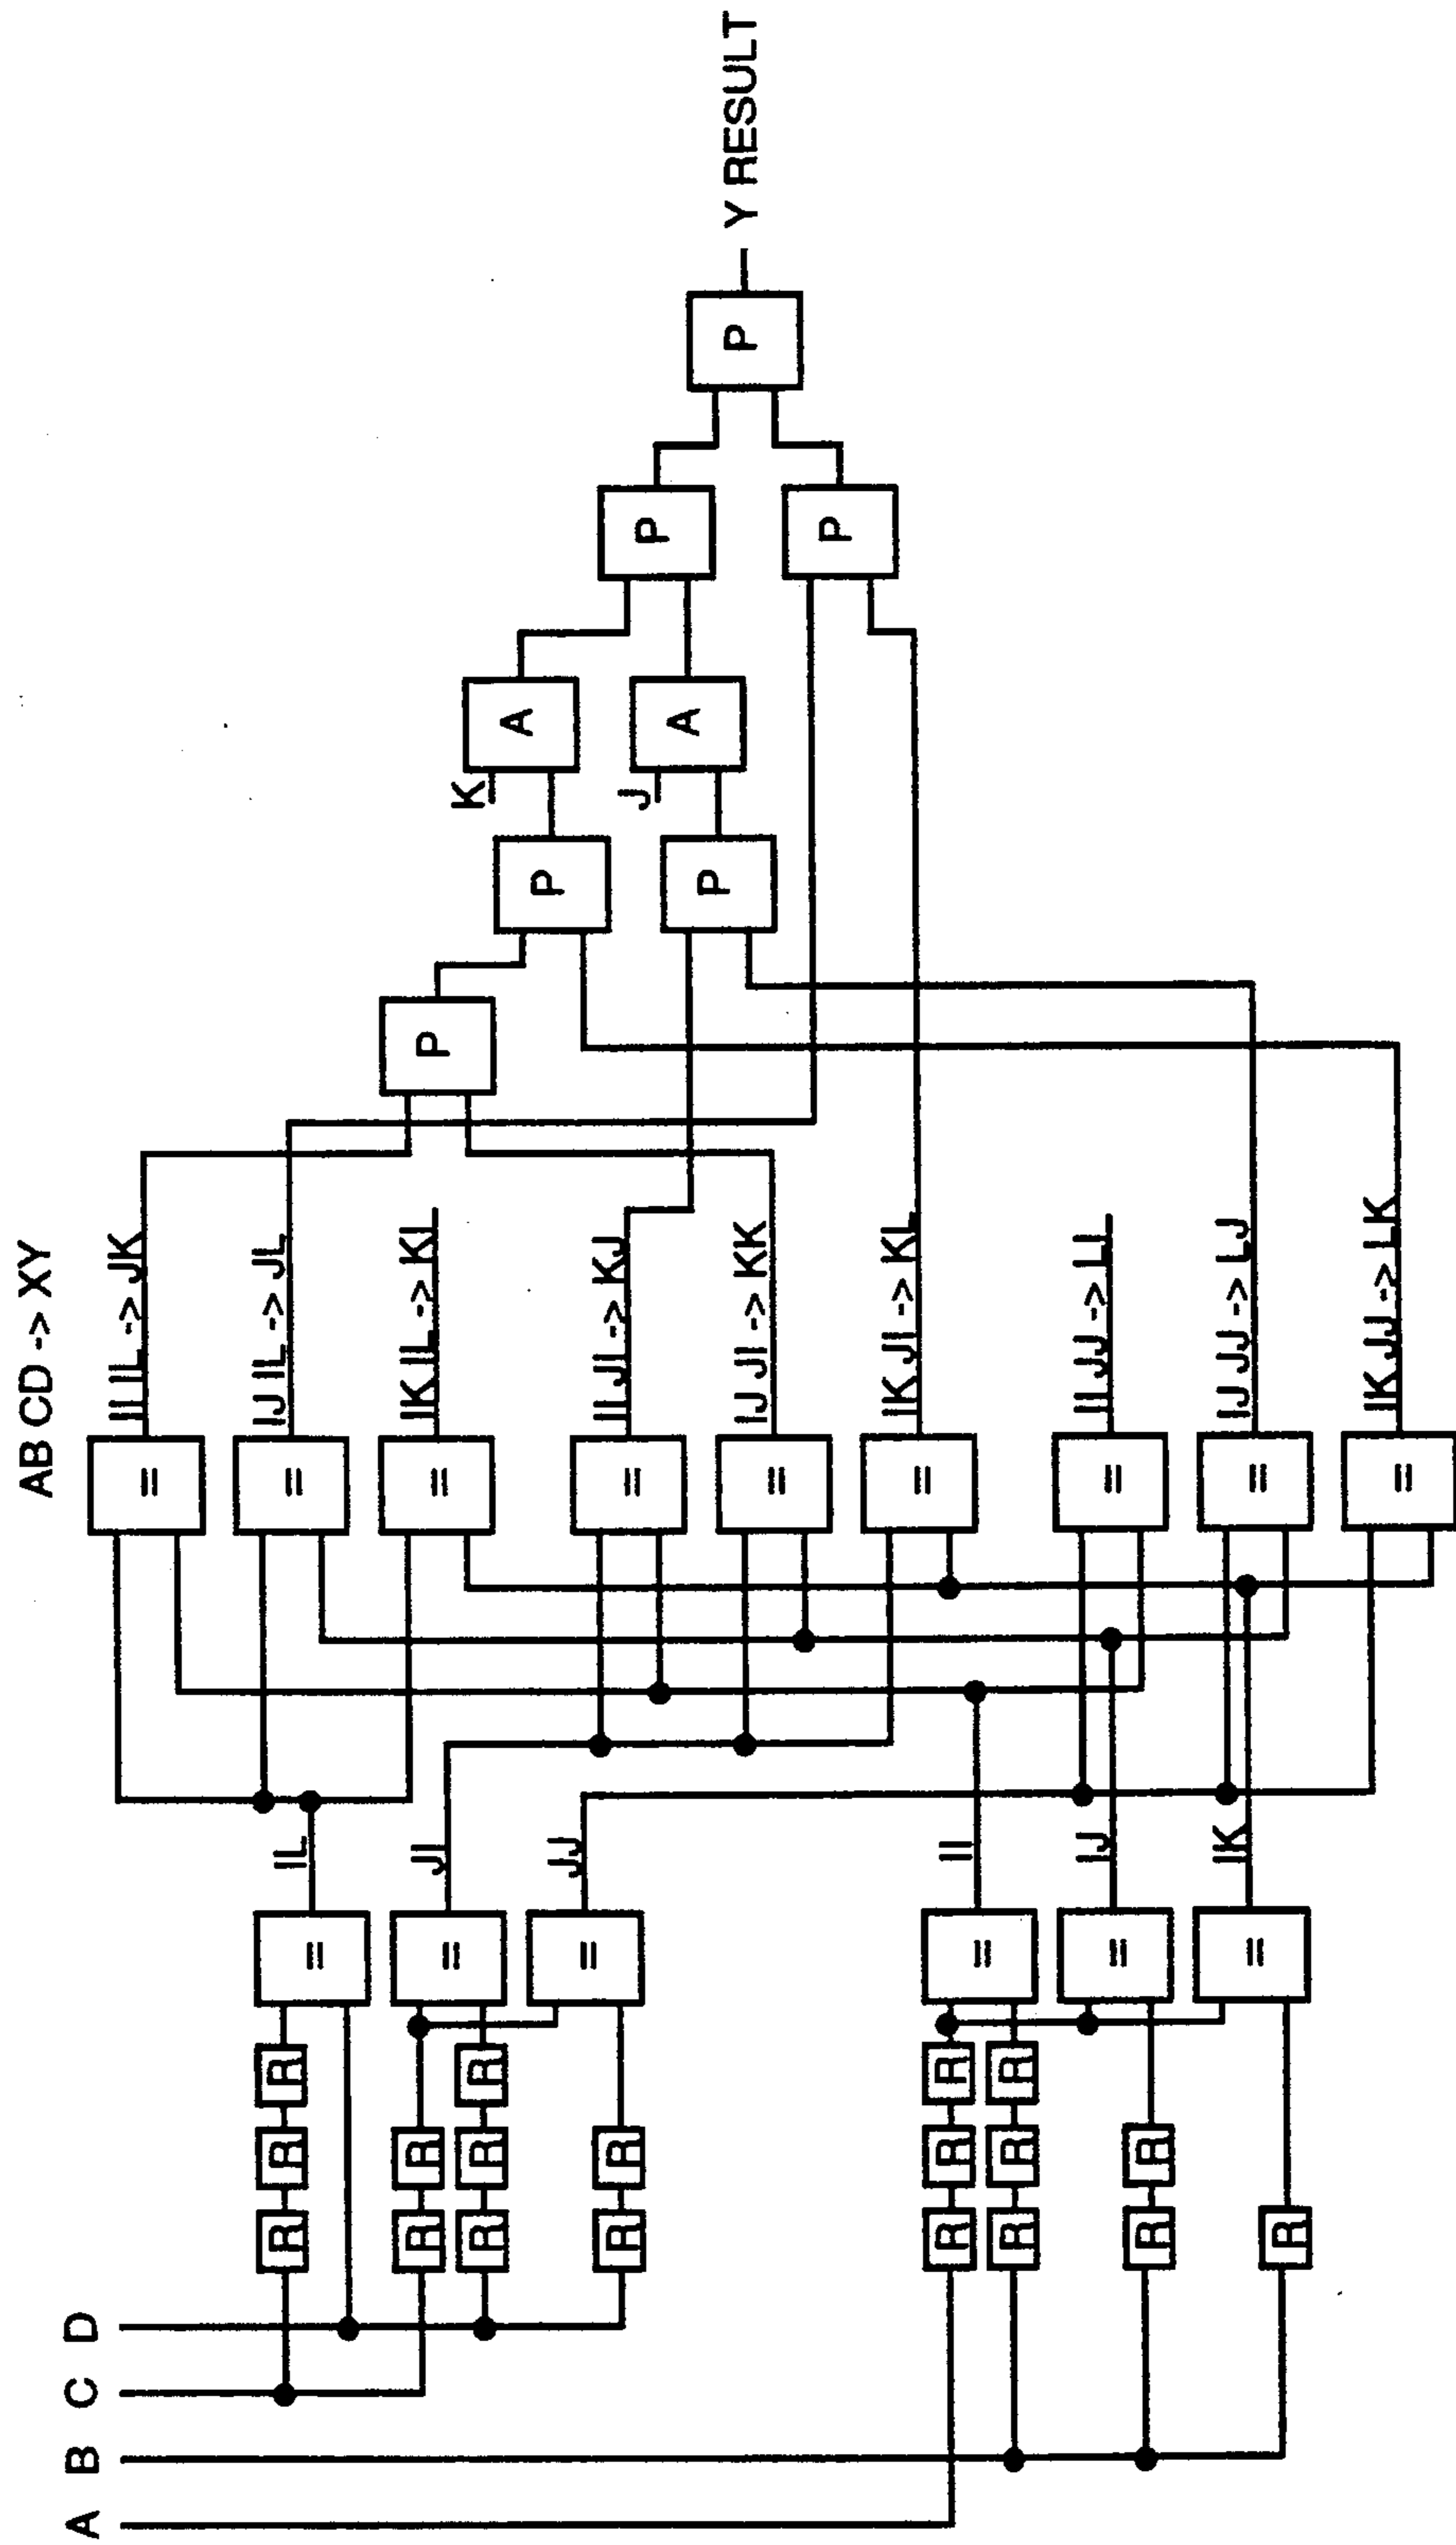 AB CD -> XY
A
B
C
D
=
II IL -> JK
R R R
=
IL
=
IJ IL -> JL
R R
R R R
=
JI
=
IK IL -> KI
P
K
A
R R
=
JJ
P
=
II JI -> KJ
J
A
P
P
P
Y RESULT
=
IJ JI -> KK
P
=
IK JI -> KL
R R R
R R R
=
II
R R
=
IJ
=
II JJ -> LI
R
=
IK
=
IJ JJ -> LJ
=
IK JJ -> LK